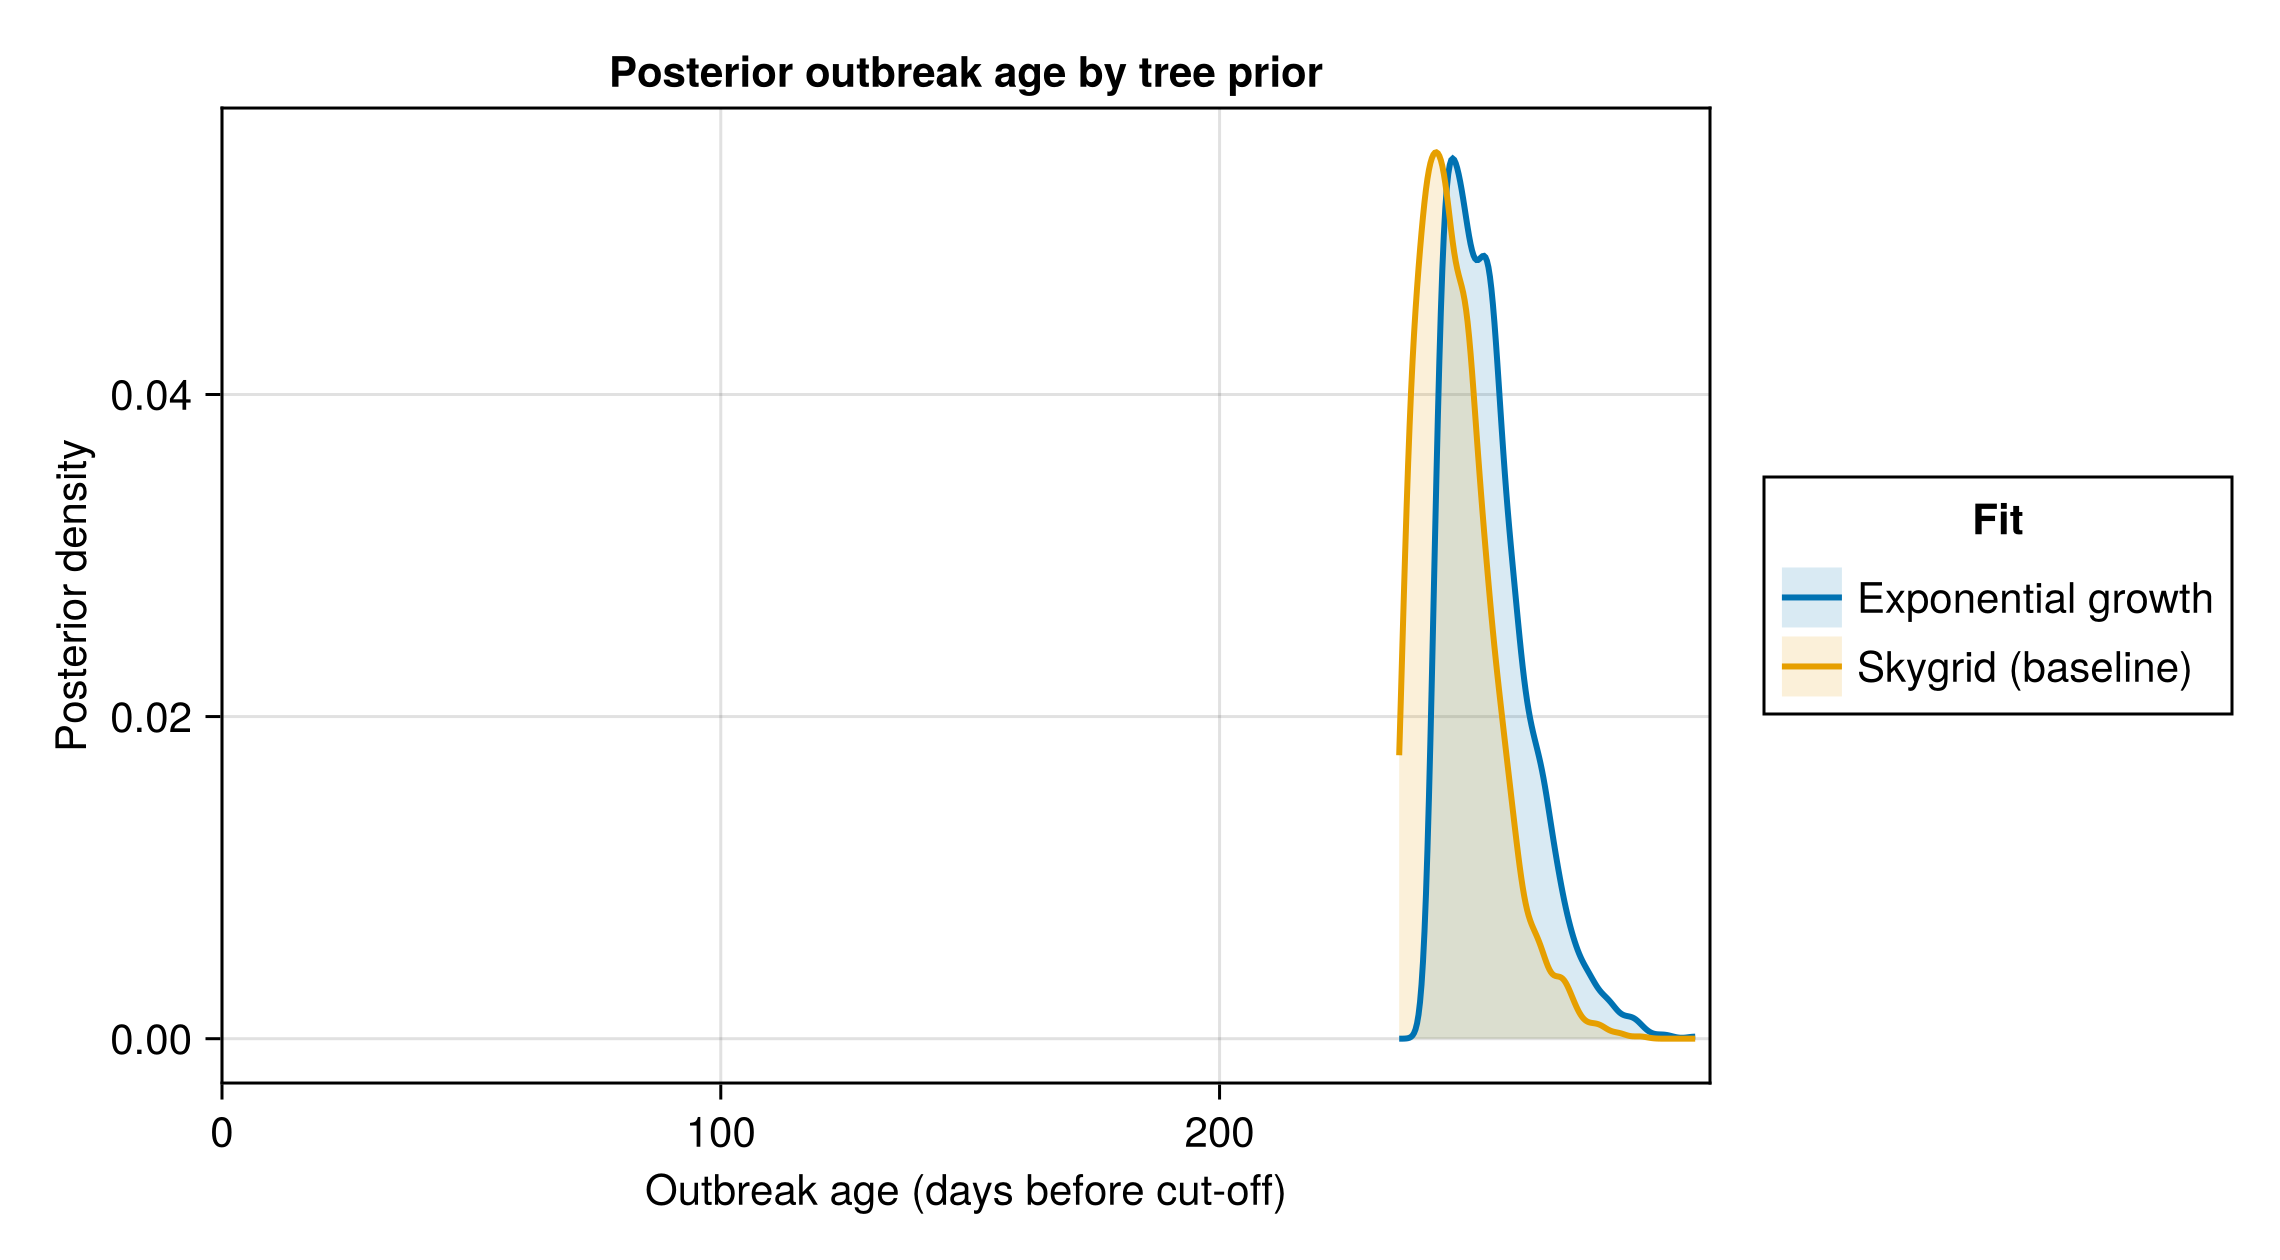 Posterior outbreak age by tree prior
0.04
0.02
0.00
Posterior density
0
100
200
Outbreak age (days before cut-off)
Fit
Exponential growth
Skygrid (baseline)